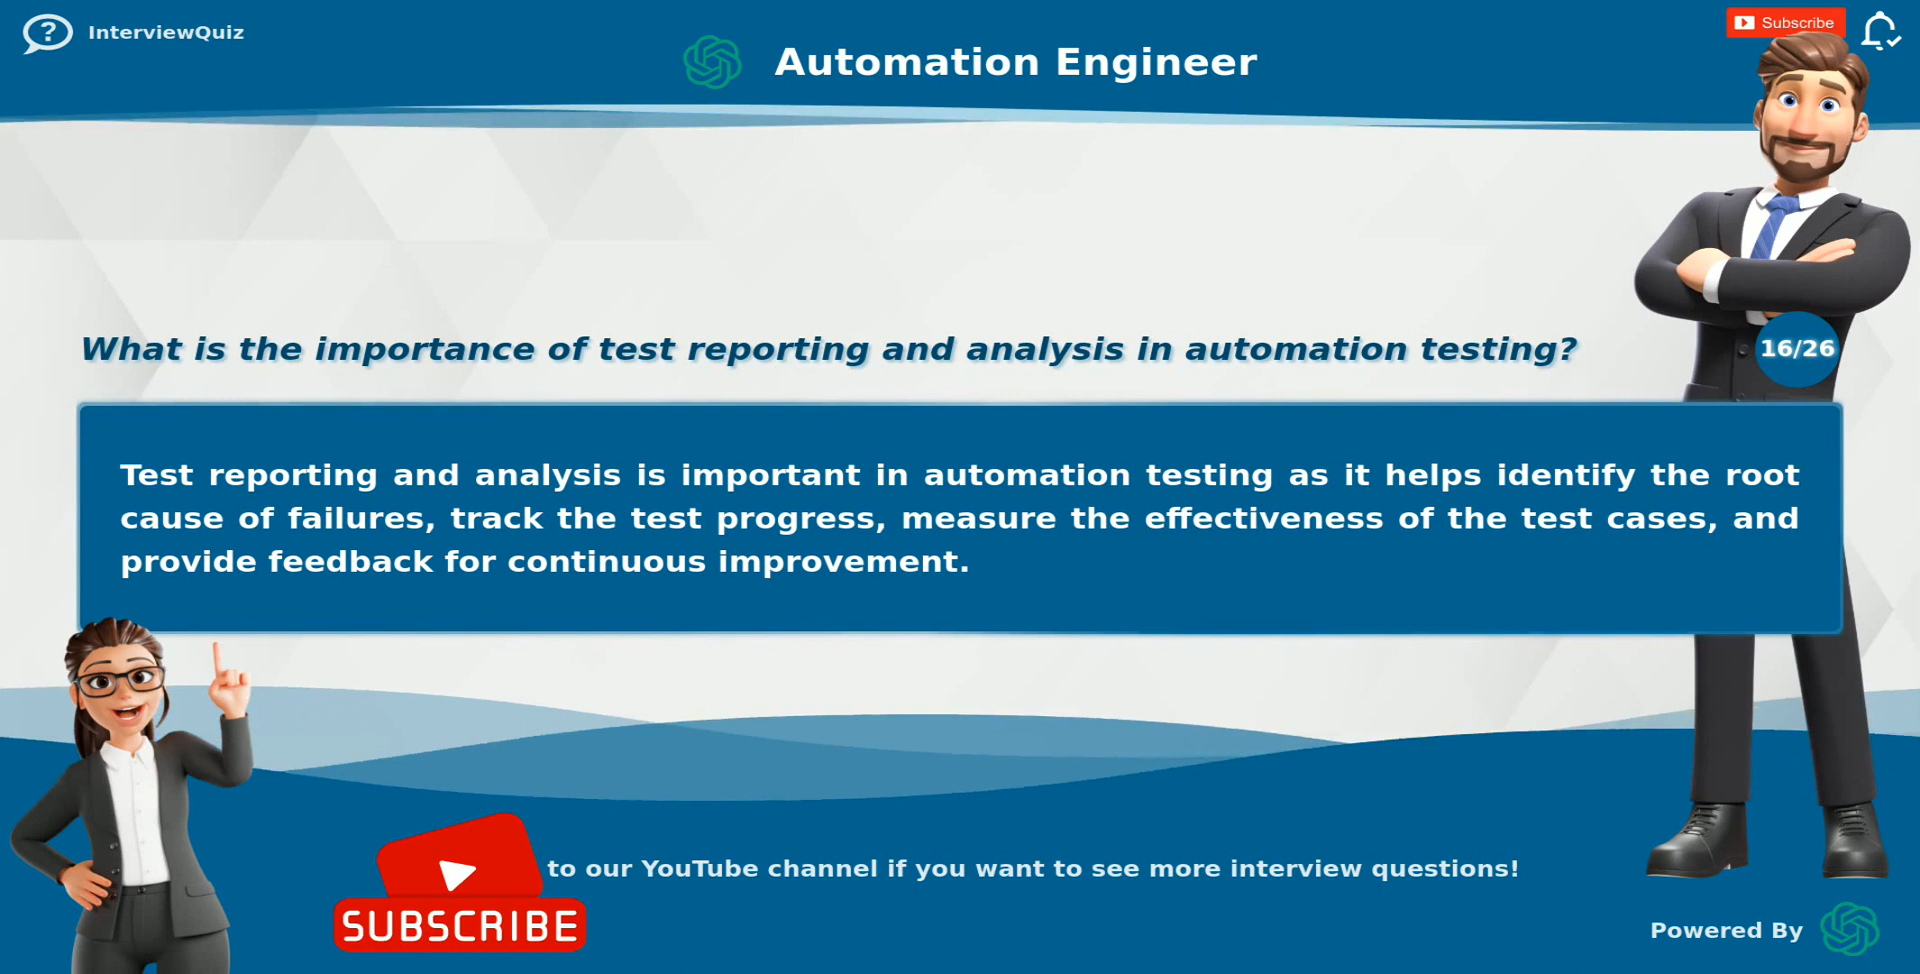 InterviewQuiz
Subscribe
Automation Engineer
What is the importance of test reporting and analysis in automation testing?
16/26
Test reporting and analysis is important in automation testing as it helps identify the root
cause of failures, track the test progress, measure the effectiveness of the test cases, and
provide feedback for continuous improvement.
to our YouTube channel if you want to see more interview questions!
SUBSCRIBE
Powered By